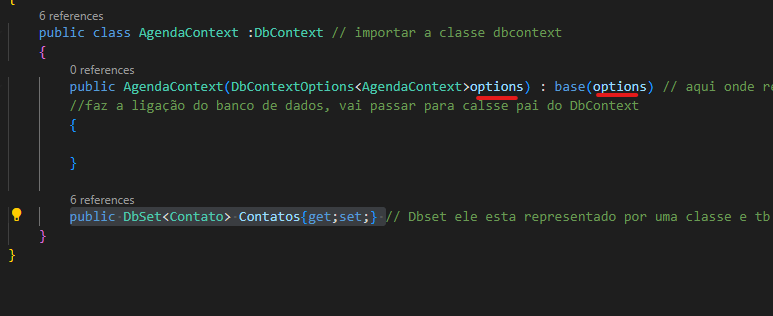 {
6 references
public class AgendaContext :DbContext // importar a classe dbcontext
{
0 references
public AgendaContext(DbContextOptions<AgendaContext>options) : base(options) // aqui onde re
//faz a ligação do banco de dados, vai passar para calsse pai do DbContext
{
}
6 references
public DbSet<Contato> Contatos{get;set;} // Dbset ele esta representado por uma classe e tb
}
}